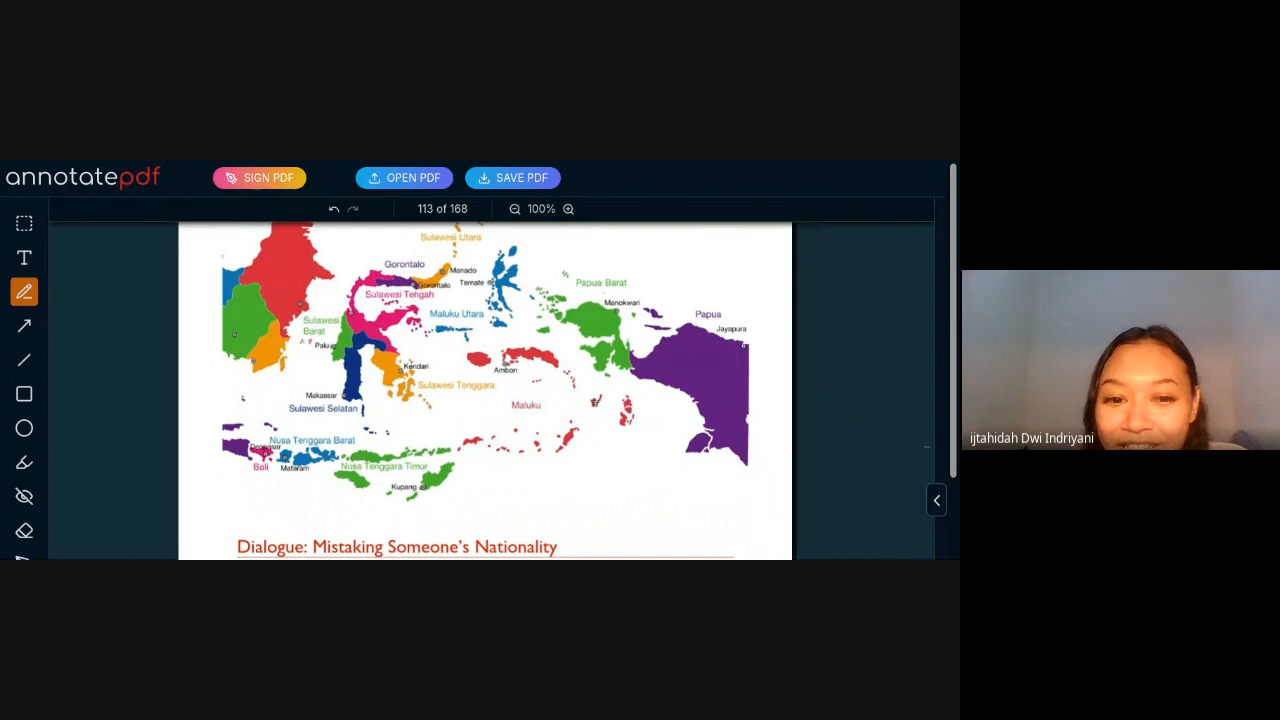 annotatepdf
SIGN PDF
OPEN PDF
SAVE PDF
113 of 168
100%
T
Sulawesi Utara
Gorontalo
Manado
Gorontalo
Ternate
Sulawesi Tengah
Papua Barat
Manokwari
Maluku Utara
Papua
Jayapura
Sulawesi
Barat
Palu
Kendari
Ambon
Makassar
Sulawesi Tenggara
Sulawesi Selatan
Maluku
Nusa Tenggara Barat
Denpasar
Bali
Mataram
Nusa Tenggara Timur
Kupang
Dialogue: Mistaking Someone's Nationality
ijtahidah Dwi Indriyani